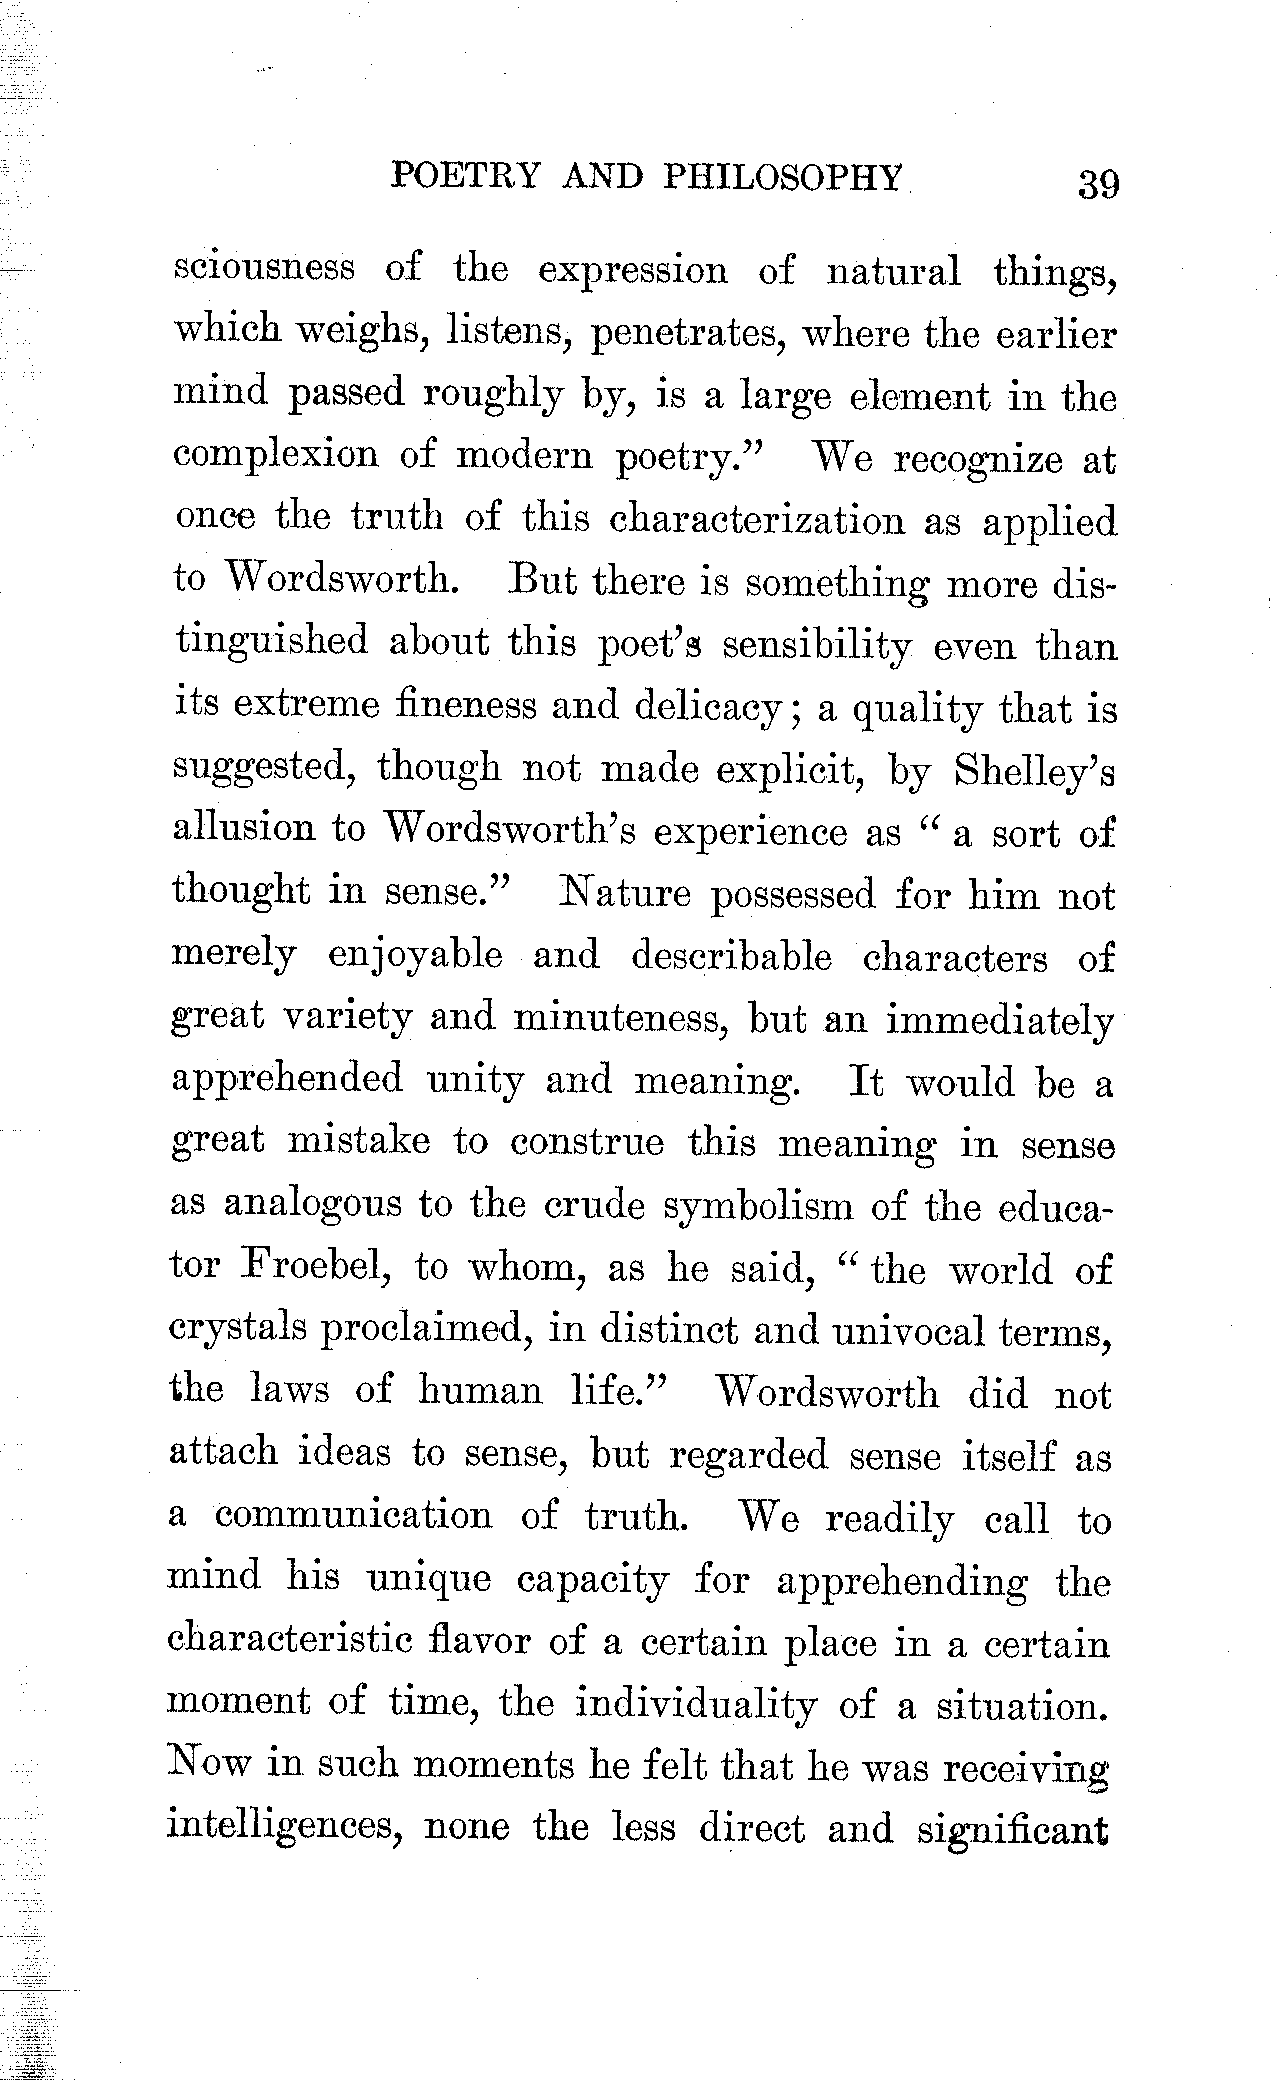 POETRY AND PHILOSOPHY 39
sciousness of the expression of natural things,
which weighs, listens, penetrates, where the earlier
mind passed roughly by, is a large element in the
complexion of modern poetry.” We recognize at
once the truth of this characterization as applied
to Wordsworth. But there is something more dis-
tinguished about this poet’s sensibility even than
its extreme fineness and delicacy; a quality that is
suggested, though not made explicit, by Shelley’s
allusion to Wordsworth’s experience as “ a sort of
thought in sense.” Nature possessed for him not
merely enjoyable and describable characters of
great variety and minuteness, but an immediately
apprehended unity and meaning. It would be a
great mistake to construe this meaning in sense
as analogous to the crude symbolism of the educa-
tor Froebel, to whom, as he said, “ the world of
crystals proclaimed, in distinct and univocal terms,
the laws of human life.” Wordsworth did not
attach ideas to sense, but regarded sense itself as
a communication of truth. We readily call to
mind his unique capacity for apprehending the
characteristic flavor of a certain place in a certain
moment of time, the individuality of a situation.
Now in such moments he felt that he was receiving
intelligences, none the less direct and significant